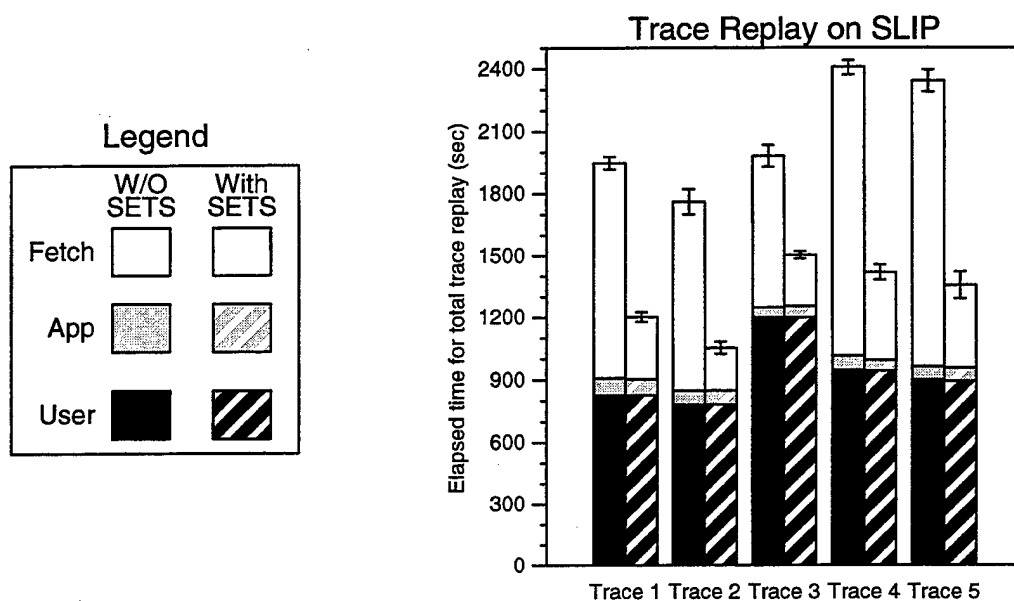 Legend
W/O SETS
With SETS
Fetch
App
User
Trace Replay on SLIP
Elapsed time for total trace replay (sec)
2400
2100
1800
1500
1200
900
600
300
0
Trace 1 Trace 2 Trace 3 Trace 4 Trace 5